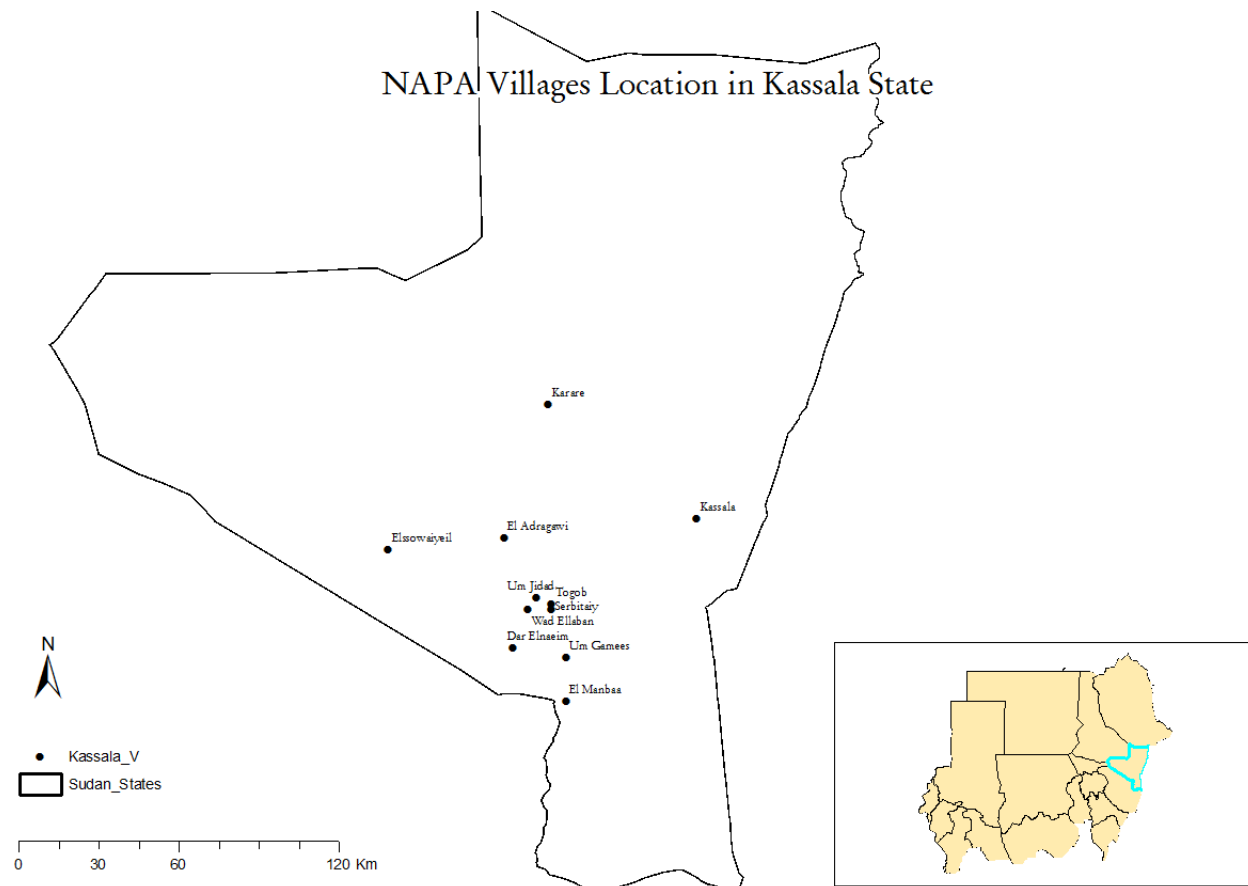 NAPA Villages Location in Kassala State
Karare
Kassala
El Adragawi
Elssowaiyeil
Um Jidad
Togob
Serbitaiy
Wad Ellaban
Dar Elnaeim
Um Gamees
El Manbaa
N
Kassala_V
Sudan_States
0 30 60 120 Km